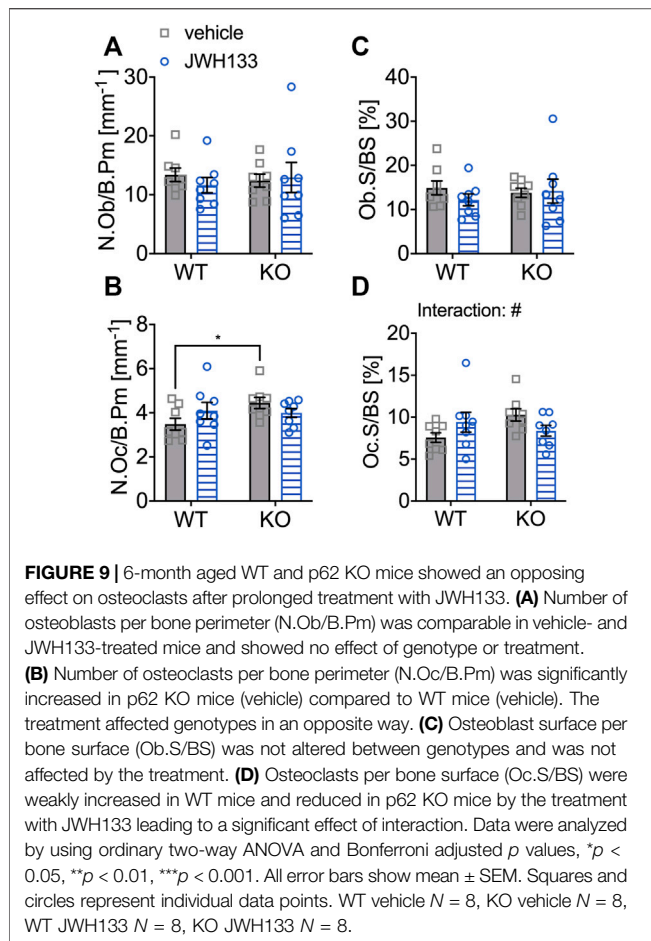 vehicle
JWH133
A
N.Ob/B.Pm [mm-1]
30
20
10
0
WT KO
C
Ob.S/BS [%]
40
30
20
10
0
WT KO
B
N.Oc/B.Pm [mm-1]
8
6
4
2
0
*
WT KO
D
Interaction: #
Oc.S/BS [%]
20
15
10
5
0
WT KO
FIGURE 9 | 6-month aged WT and p62 KO mice showed an opposing
effect on osteoclasts after prolonged treatment with JWH133. (A) Number of
osteoblasts per bone perimeter (N.Ob/B.Pm) was comparable in vehicle- and
JWH133-treated mice and showed no effect of genotype or treatment.
(B) Number of osteoclasts per bone perimeter (N.Oc/B.Pm) was significantly
increased in p62 KO mice (vehicle) compared to WT mice (vehicle). The
treatment affected genotypes in an opposite way. (C) Osteoblast surface per
bone surface (Ob.S/BS) was not altered between genotypes and was not
affected by the treatment. (D) Osteoclasts per bone surface (Oc.S/BS) were
weakly increased in WT mice and reduced in p62 KO mice by the treatment
with JWH133 leading to a significant effect of interaction. Data were analyzed
by using ordinary two-way ANOVA and Bonferroni adjusted p values, *p <
0.05, **p < 0.01, ***p < 0.001. All error bars show mean ± SEM. Squares and
circles represent individual data points. WT vehicle N = 8, KO vehicle N = 8,
WT JWH133 N = 8, KO JWH133 N = 8.